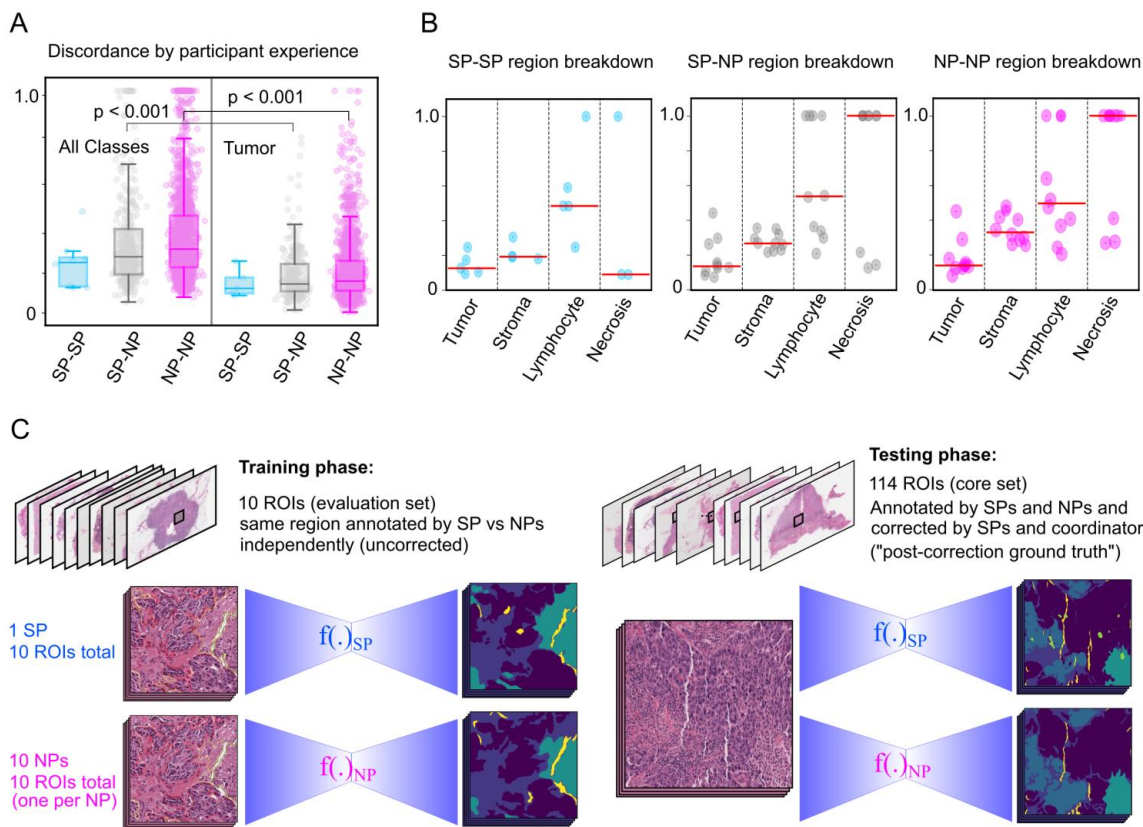 A
Discordance by participant experience
1.0
0
p < 0.001
p < 0.001
All Classes
Tumor
SP-SP
SP-NP
NP-NP
SP-SP
SP-NP
NP-NP
B
SP-SP region breakdown
1.0
0
Tumor
Stroma
Lymphocyte
Necrosis
SP-NP region breakdown
1.0
0
Tumor
Stroma
Lymphocyte
Necrosis
NP-NP region breakdown
1.0
0
Tumor
Stroma
Lymphocyte
Necrosis
C
Training phase:
10 ROIs (evaluation set)
same region annotated by SP vs NPs
independently (uncorrected)
1 SP
10 ROIs total
f(.)SP
10 NPs
10 ROIs total
(one per NP)
f(.)NP
Testing phase:
114 ROIs (core set)
Annotated by SPs and NPs and
corrected by SPs and coordinator
("post-correction ground truth")
f(.)SP
f(.)NP